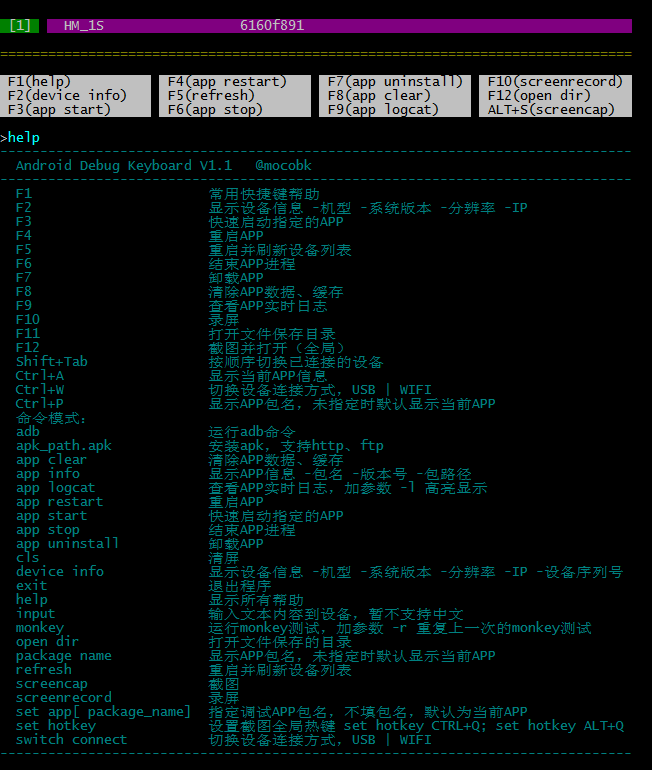 [1] HM_1S 6160f891
================================================================================
F1(help) F4(app restart) F7(app uninstall) F10(screenrecord)
F2(device info) F5(refresh) F8(app clear) F12(open dir)
F3(app start) F6(app stop) F9(app logcat) ALT+S(screencap)
>help
--------------------------------------------------------------------------------
Android Debug Keyboard V1.1 @mocobk
--------------------------------------------------------------------------------
F1 常用快捷键帮助
F2 显示设备信息 -机型 -系统版本 -分辨率 -IP
F3 快速启动指定的APP
F4 重启APP
F5 重启并刷新设备列表
F6 结束APP进程
F7 卸载APP
F8 清除APP数据、缓存
F9 查看APP实时日志
F10 录屏
F11 打开文件保存目录
F12 截图并打开（全局）
Shift+Tab 按顺序切换已连接的设备
Ctrl+A 显示当前APP信息
Ctrl+W 切换设备连接方式，USB | WIFI
Ctrl+P 显示APP包名，未指定时默认显示当前APP
命令模式：
adb 运行adb命令
apk_path.apk 安装apk，支持http、ftp
app clear 清除APP数据、缓存
app info 显示APP信息 -包名 -版本号 -包路径
app logcat 查看APP实时日志，加参数 -l 高亮显示
app restart 重启APP
app start 快速启动指定的APP
app stop 结束APP进程
app uninstall 卸载APP
cls 清屏
device info 显示设备信息 -机型 -系统版本 -分辨率 -IP -设备序列号
exit 退出程序
help 显示所有帮助
input 输入文本内容到设备，暂不支持中文
monkey 运行monkey测试，加参数 -r 重复上一次的monkey测试
open dir 打开文件保存的目录
package name 显示APP包名，未指定时默认显示当前APP
refresh 重启并刷新设备列表
screencap 截图
screenrecord 录屏
set app[ package_name] 指定调试APP包名，不填包名，默认为当前APP
set hotkey 设置截图全局热键 set hotkey CTRL+Q; set hotkey ALT+Q
switch connect 切换设备连接方式，USB | WIFI
--------------------------------------------------------------------------------